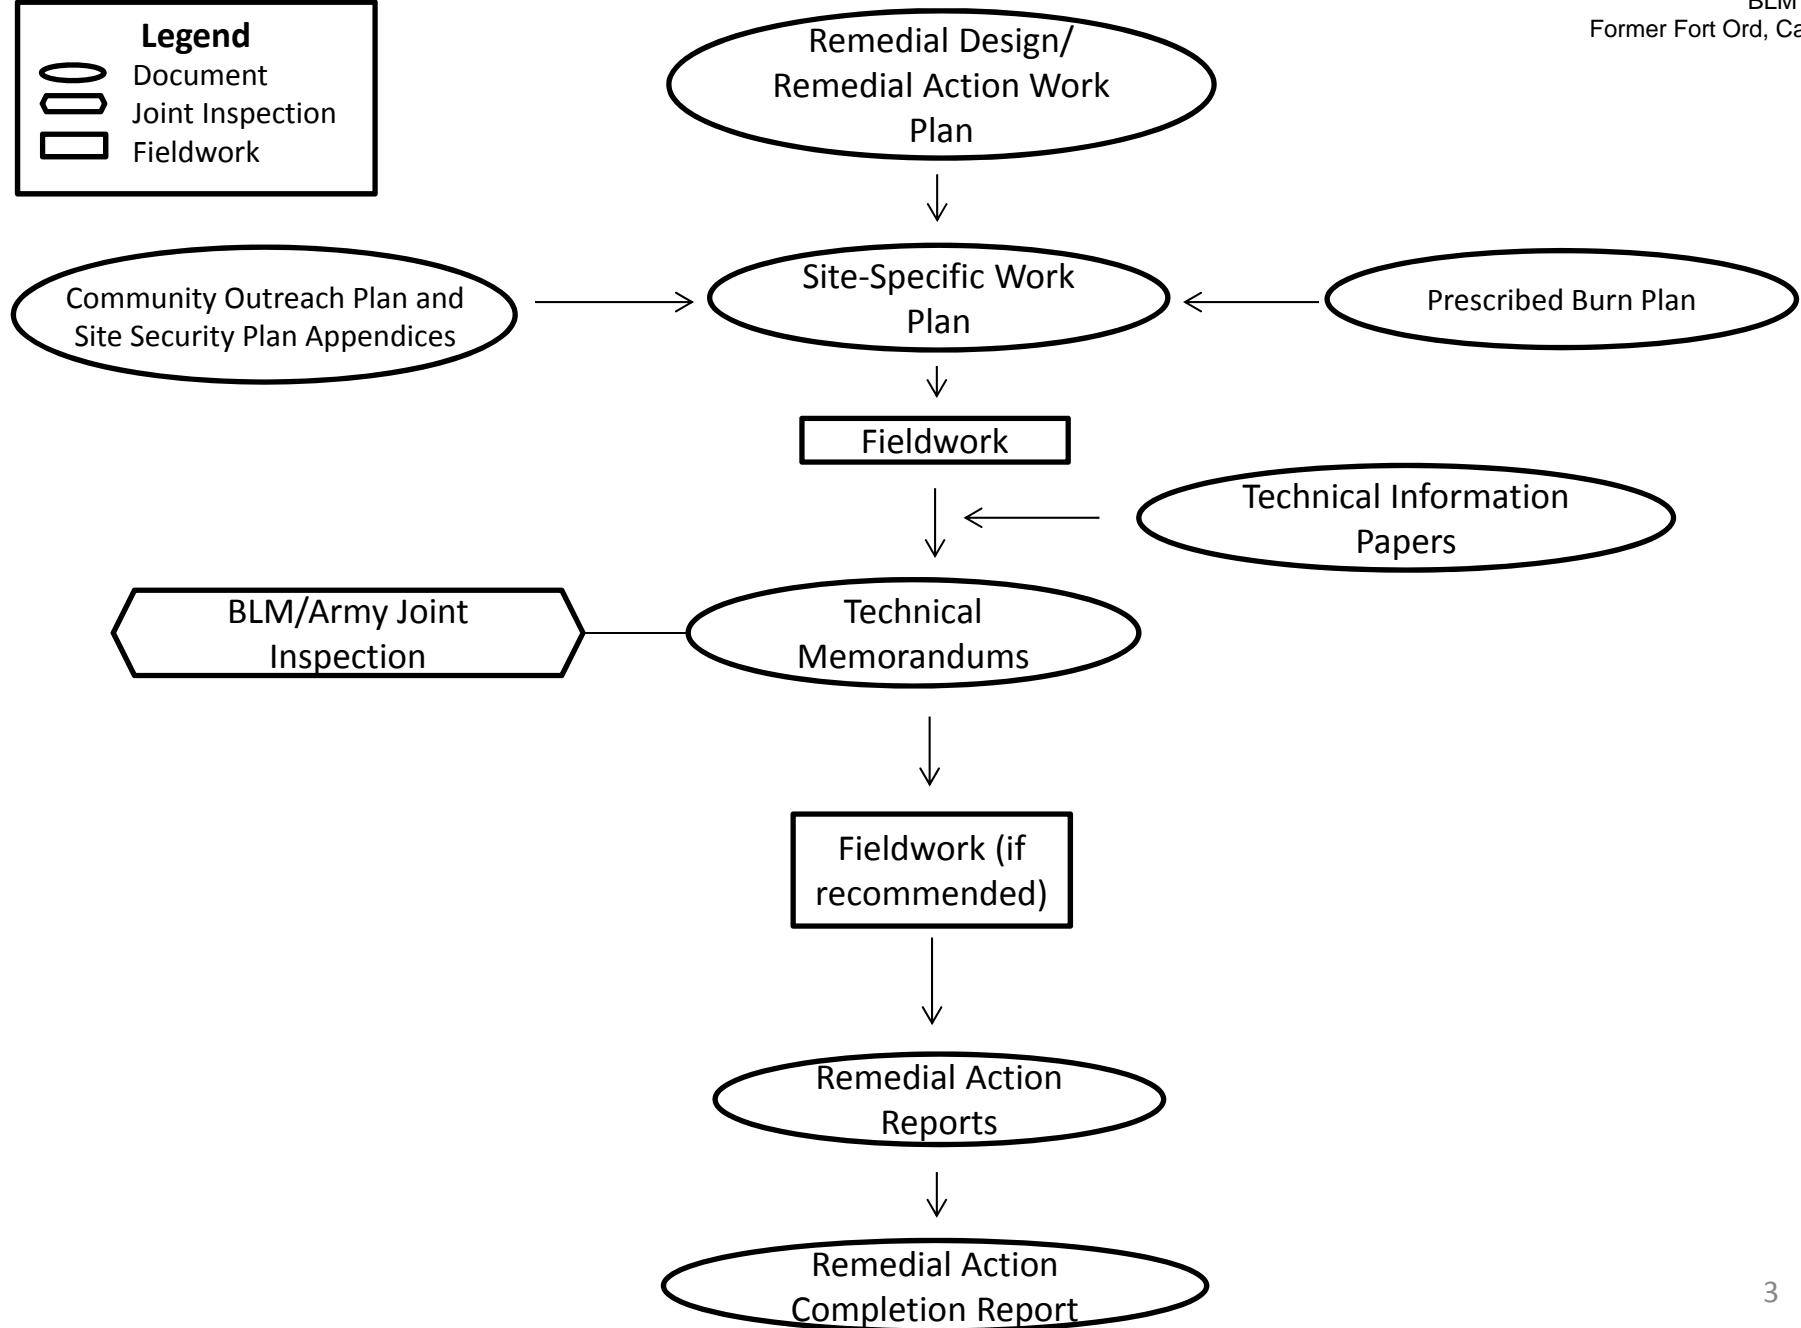 Legend
Document
Joint Inspection
Fieldwork
BLM
Former Fort Ord, Ca
Remedial Design/
Remedial Action Work
Plan
Community Outreach Plan and
Site Security Plan Appendices
Site-Specific Work
Plan
Prescribed Burn Plan
Fieldwork
Technical Information
Papers
BLM/Army Joint
Inspection
Technical
Memorandums
Fieldwork (if
recommended)
Remedial Action
Reports
Remedial Action
Completion Report
3